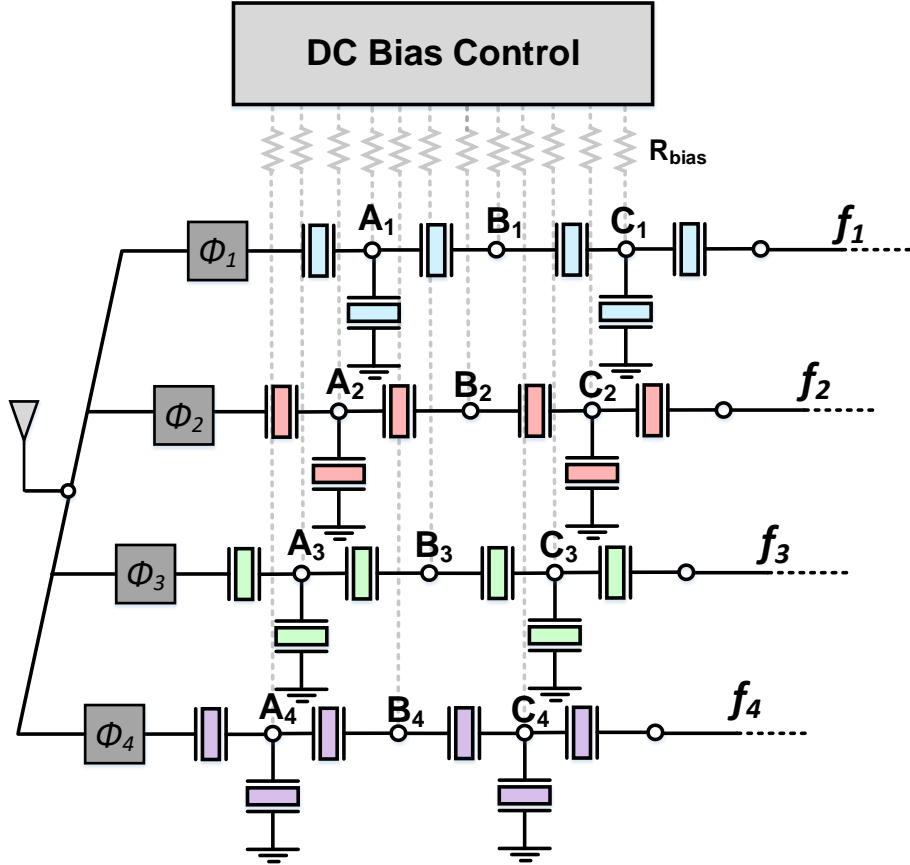 DC Bias Control
R_bias
A₁ B₁ C₁ f₁
Φ₁
A₂ B₂ C₂ f₂
Φ₂
A₃ B₃ C₃ f₃
Φ₃
A₄ B₄ C₄ f₄
Φ₄